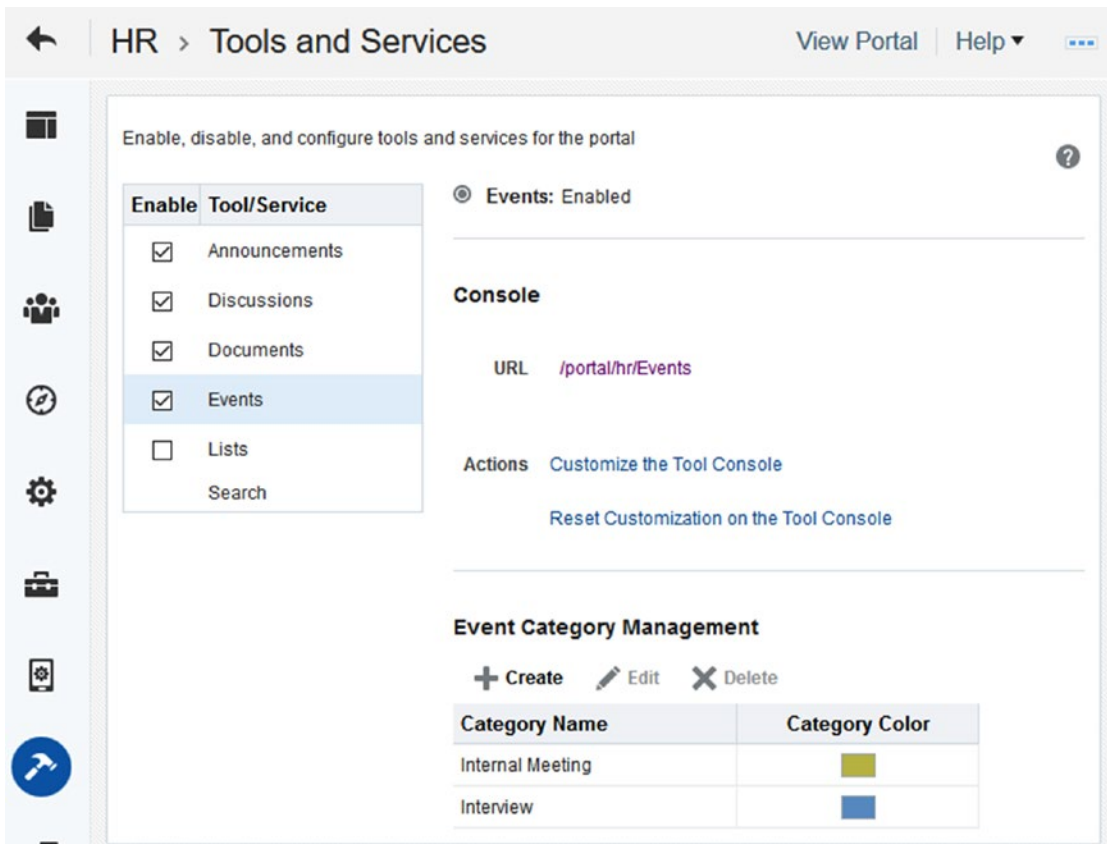 HR > Tools and Services
View Portal
Help ▼
Enable, disable, and configure tools and services for the portal
?
Enable Tool/Service
Announcements
Discussions
Documents
Events
Lists
Search
Events: Enabled
Console
URL /portal/hr/Events
Actions Customize the Tool Console
Reset Customization on the Tool Console
Event Category Management
Create Edit Delete
Category Name Category Color
Internal Meeting
Interview